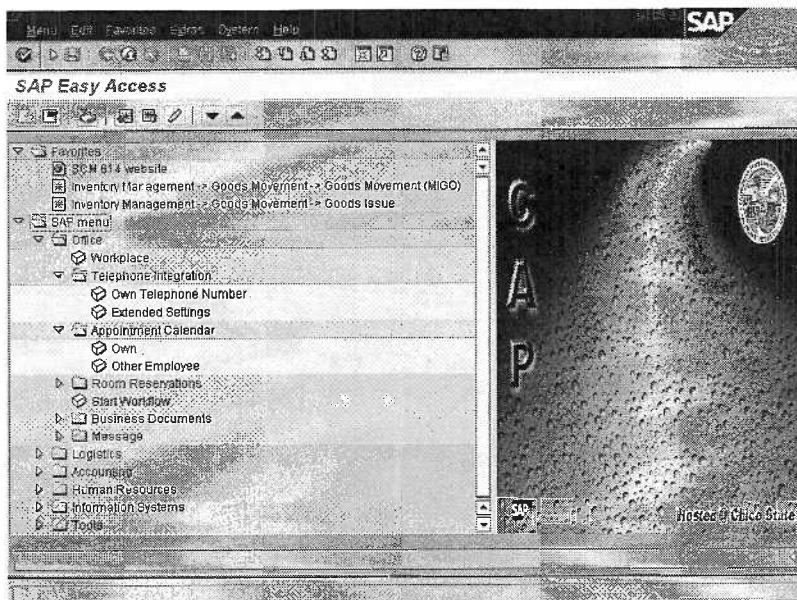 Menu Edit Favorites Extras System Help
SAP
SAP Easy Access
Favorites
SCM 614 website
Inventory Management -> Goods Movement -> Goods Movement (MIGO)
Inventory Management -> Goods Movement -> Goods Issue
SAP menu
Office
Workplace
Telephone Integration
Own Telephone Number
Extended Settings
Appointment Calendar
Own
Other Employee
Room Reservations
Start Workflow
Business Documents
Message
Logistics
Accounting
Human Resources
Information Systems
Tools
C
A
P
SAP
Hosted @ Chico State